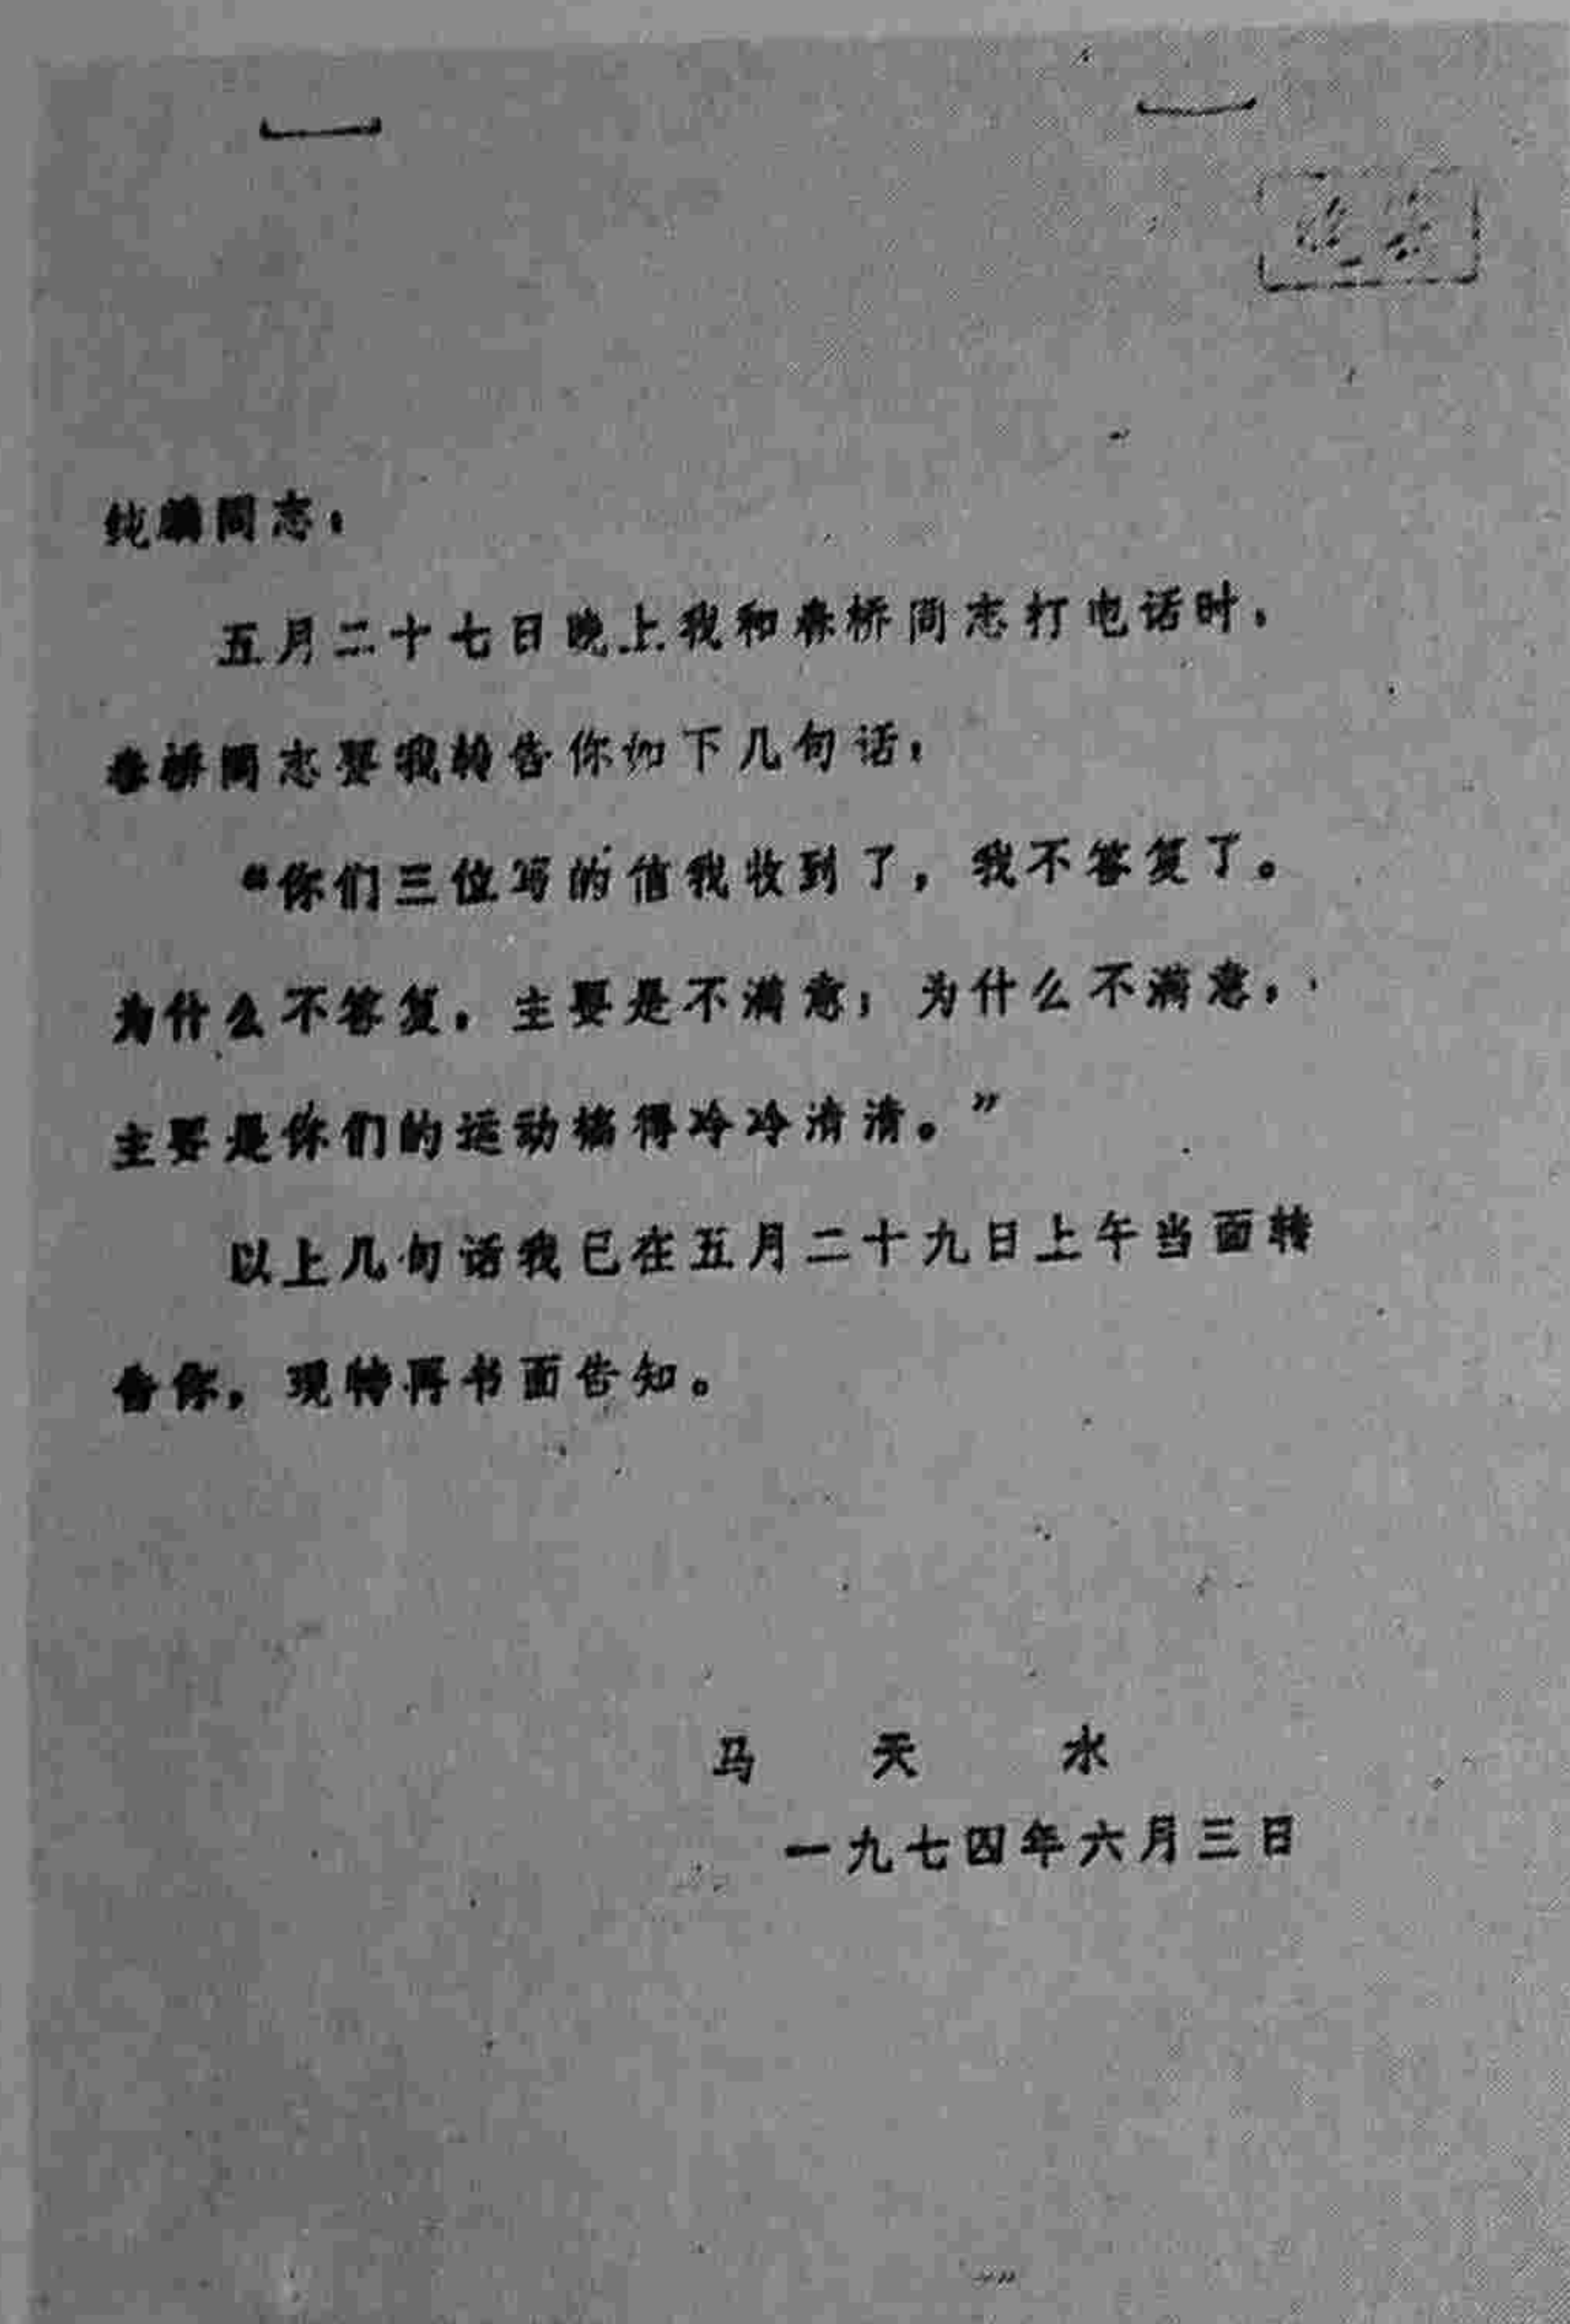 纯麟同志：
五月二十七日晚上我和春桥同志打电话时，
春桥同志要我转告你如下几句话：
“你们三位写的信我收到了，我不答复了。
为什么不答复，主要是不满意；为什么不满意，
主要是你们的运动搞得冷冷清清。”
以上几句话我已在五月二十九日上午当面转
告你，现特再书面告知。
马天水
一九七四年六月三日